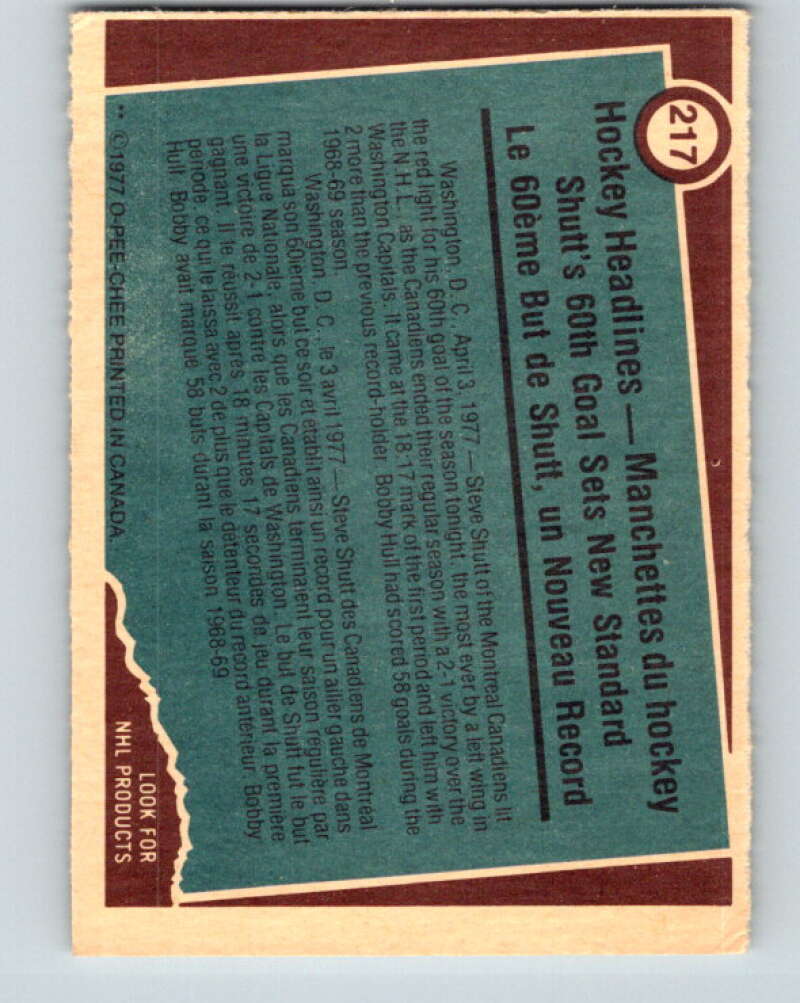 217
Hockey Headlines — Manchettes du hockey
Shutt's 60th Goal Sets New Standard
Le 60ème But de Shutt, un Nouveau Record
Washington, D. C., April 3, 1977 — Steve Shutt of the Montreal Canadiens lit
the red light for his 60th goal of the season tonight, the most ever by a left wing in
the N.H.L., as the Canadiens ended their regular season with a 2-1 victory over the
Washington Capitals. It came at the 18:17 mark of the first period and left him with
2 more than the previous record-holder. Bobby Hull had scored 58 goals during the
1968-69 season.
Washington, D. C., le 3 avril 1977 — Steve Shutt des Canadiens de Montréal
marqua son 60ième but ce soir et etablit ainsi un record pour un ailier gauche dans
la Ligue Nationale, alors que les Canadiens terminaient leur saison régulière par
une victoire de 2-1 contre les Capitals de Washington. Le but de Shutt fut le but
gagnant. Il le réussit après 18 minutes 17 secondes de jeu durant la première
période, ce qui le laissa avec 2 de plus que le détenteur du record antérieur, Bobby
Hull. Bobby avait marqué 58 buts durant la saison 1968-69.
** ©1977 O-PEE-CHEE PRINTED IN CANADA
LOOK FOR
NHL PRODUCTS